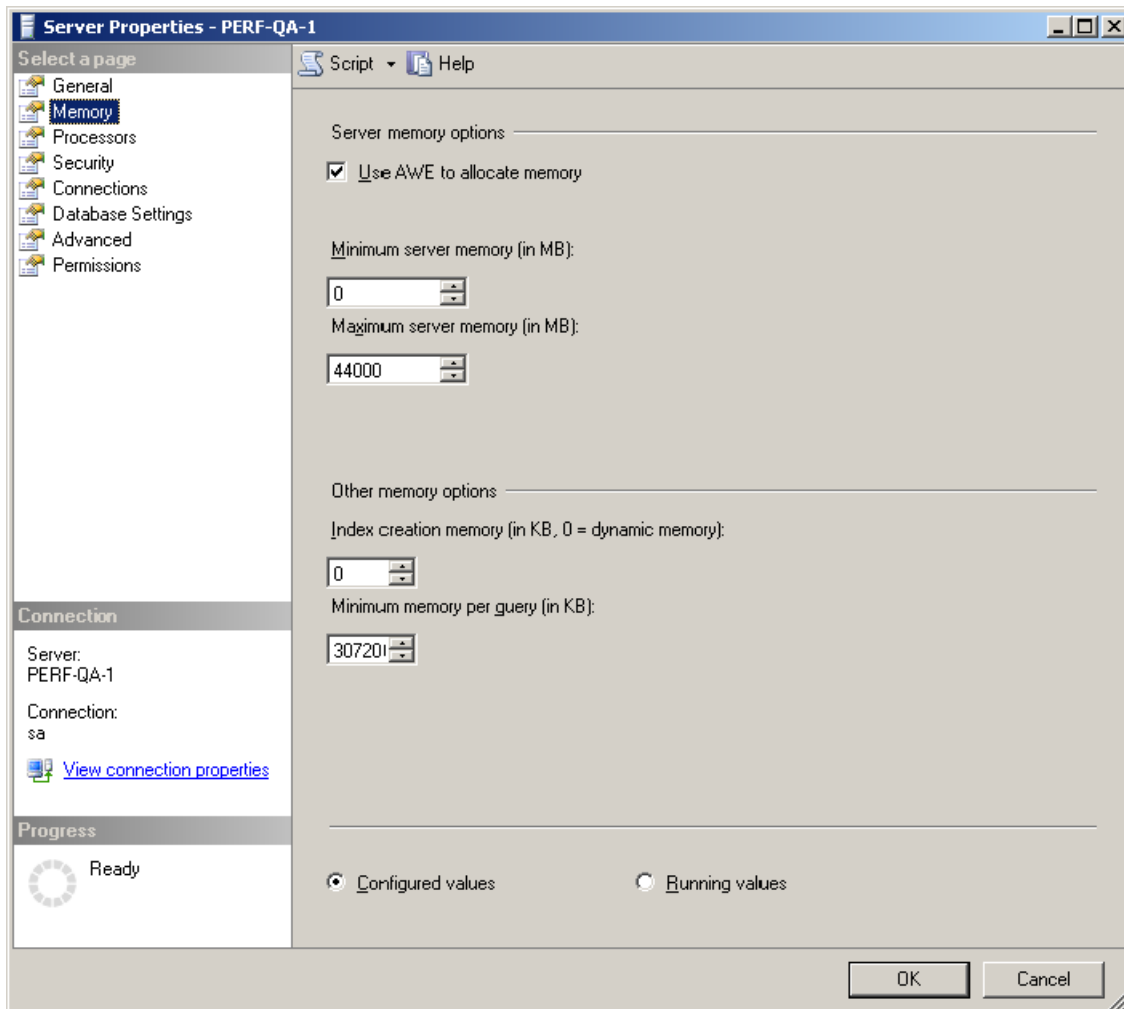 Server Properties - PERF-QA-1
Select a page
General
Memory
Processors
Security
Connections
Database Settings
Advanced
Permissions
Script
Help
Server memory options
Use AWE to allocate memory
Minimum server memory (in MB):
0
Maximum server memory (in MB):
44000
Other memory options
Index creation memory (in KB, 0 = dynamic memory):
0
Minimum memory per query (in KB):
Connection
Server:
PERF-QA-1
Connection:
sa
View connection properties
Progress
Ready
Configured values
Running values
OK
Cancel